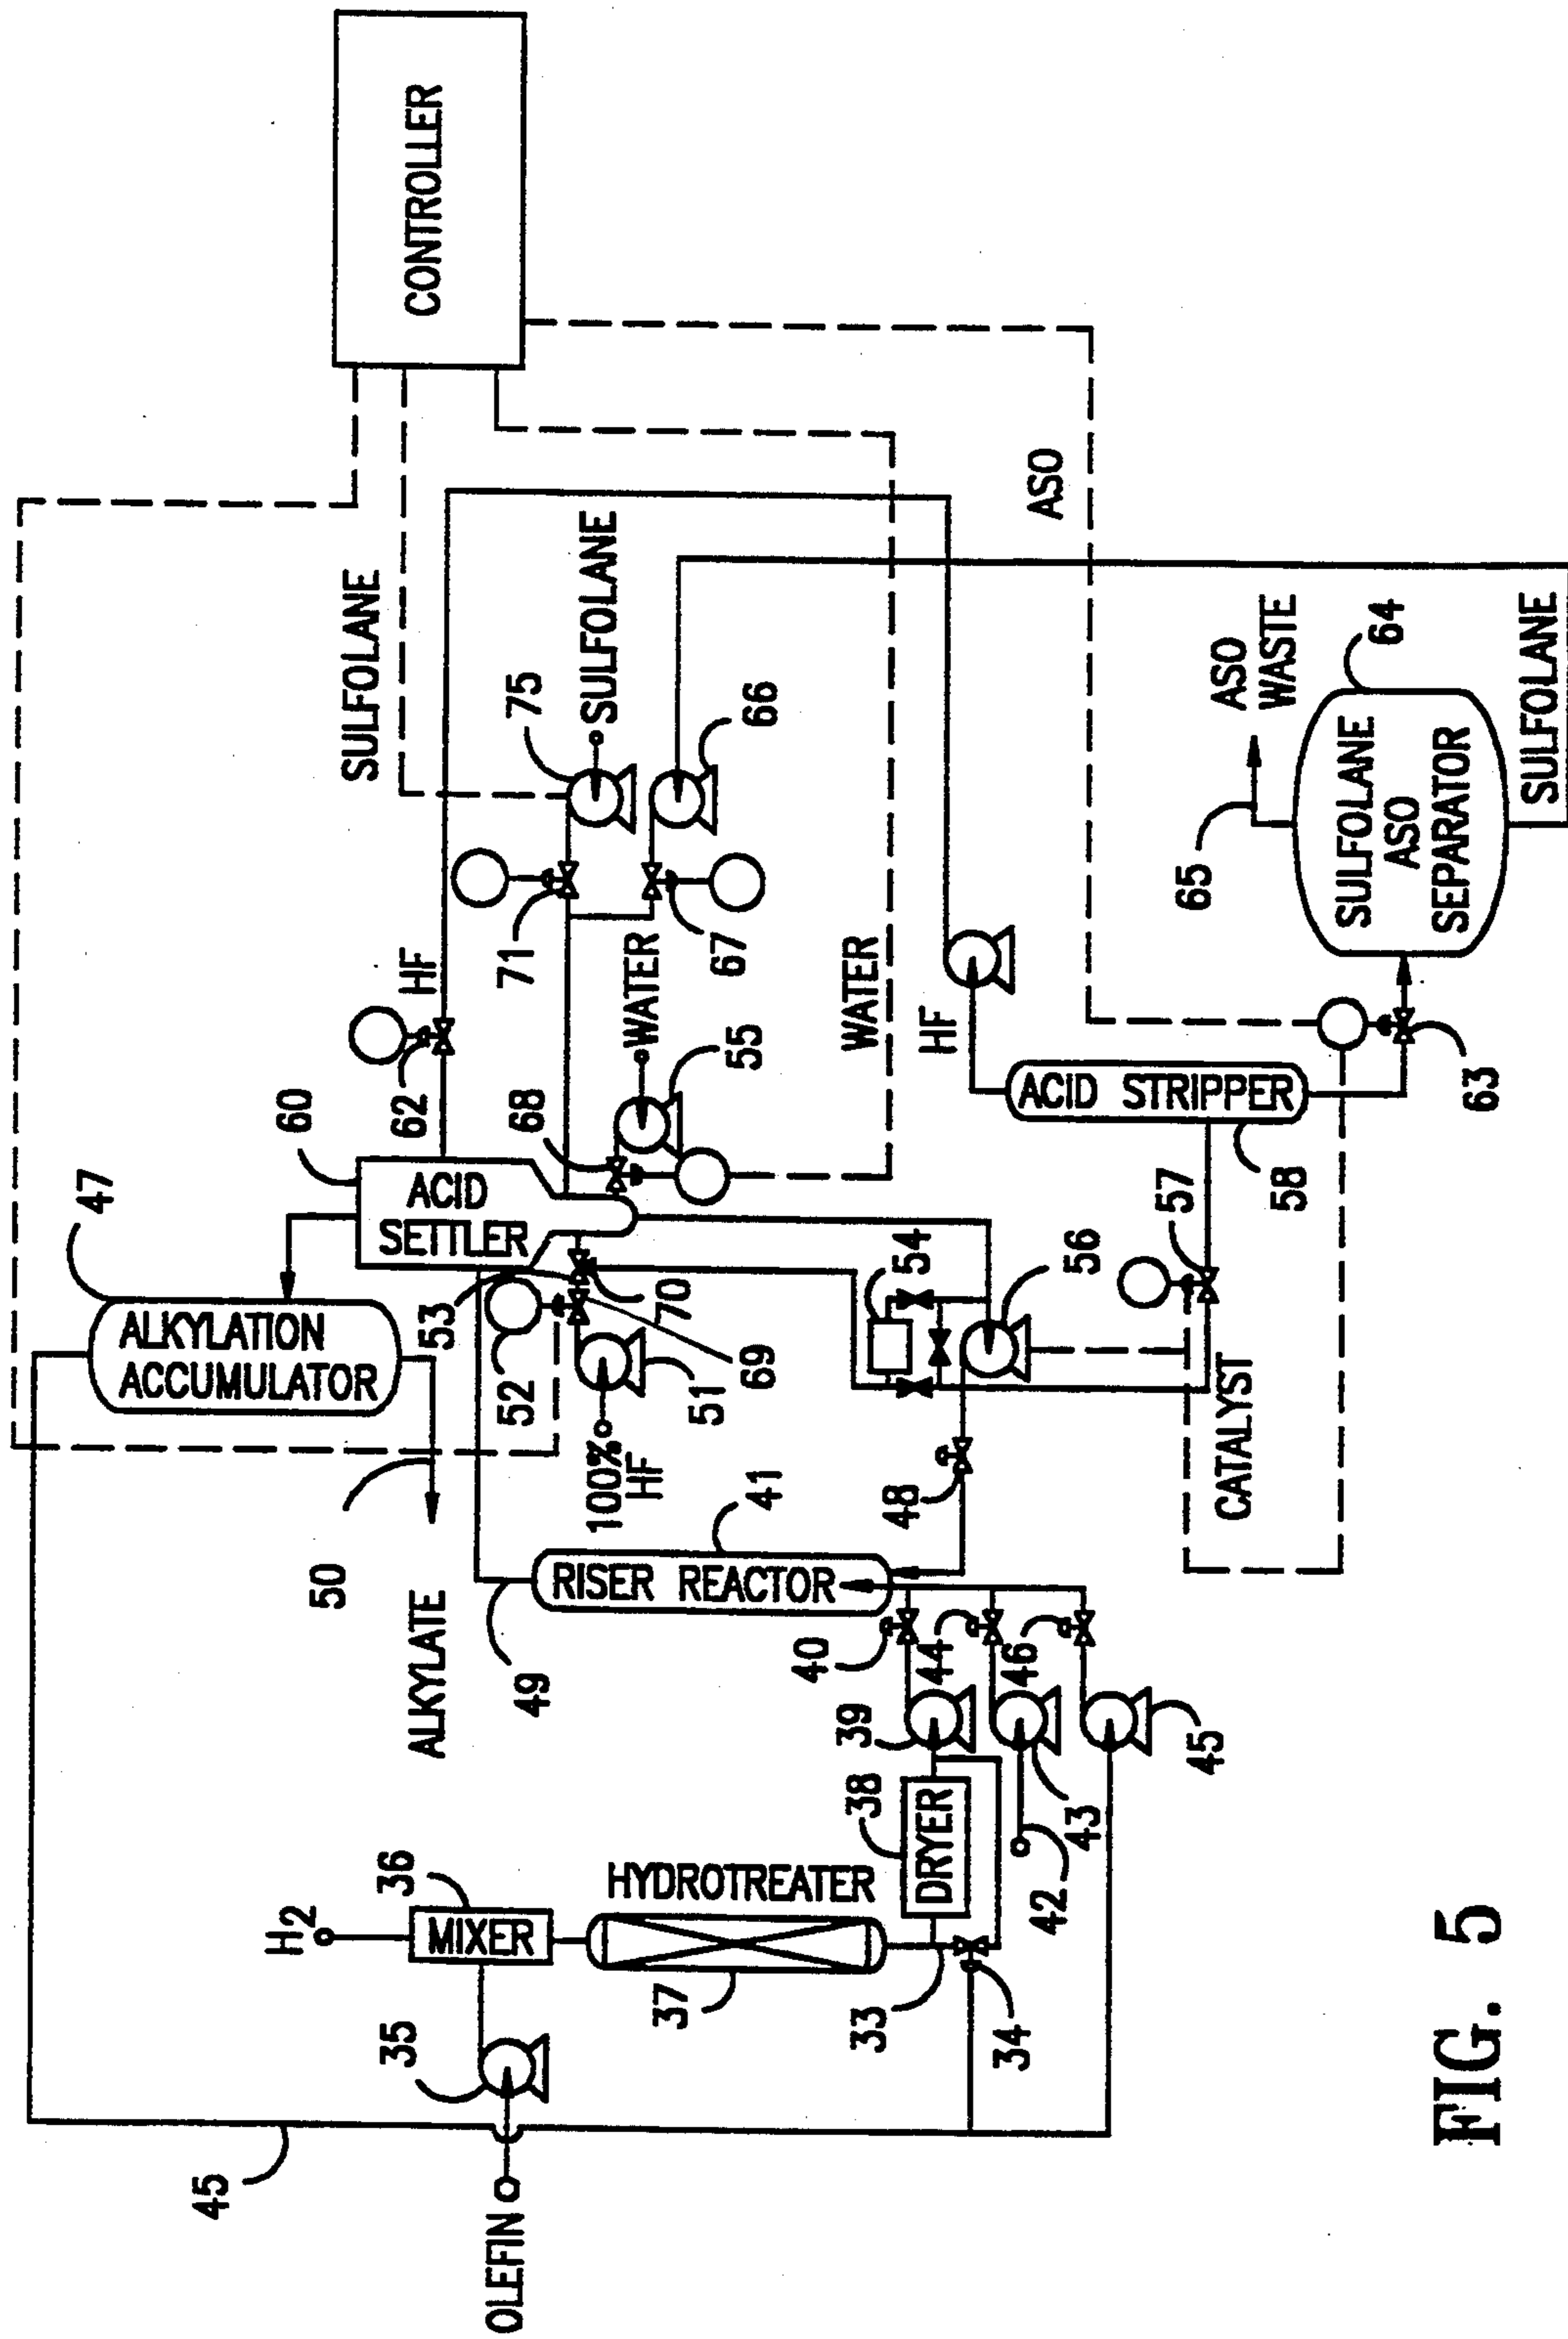 CONTROLLER
SULFOLANE
SULFOLANE
75
66
71
67
HF
62
WATER
WATER
55
68
60
ACID
SETTLER
47
ALKYLATION
ACCUMULATOR
53
52
70
69
51
100%
HF
50
ALKYLATE
54
56
57
CATALYST
48
41
RISER REACTOR
49
40
44
46
39
43
45
38
DRYER
42
HYDROTREATER
37
33
34
36
MIXER
H2
35
45
OLEFIN
HF
ACID STRIPPER
58
63
ASO
ASO
WASTE
65
64
SULFOLANE
ASO
SEPARATOR
SULFOLANE
FIG. 5